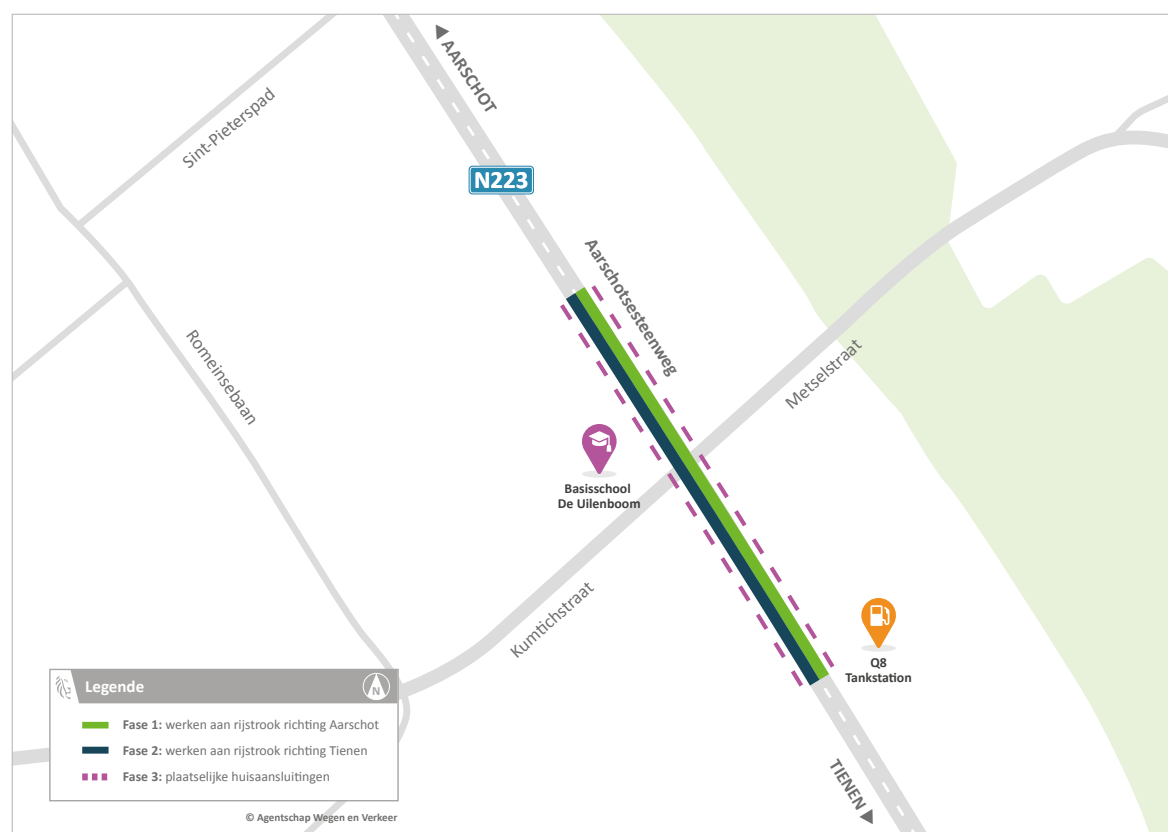 AARSCHOT
Sint-Pieterspad
N223
Aarschotsesteenweg
Romeinsebaan
Metselstraat
Basisschool
De Uilenboom
Kumtichstraat
Q8
Tankstation
Legende
N
Fase 1: werken aan rijstrook richting Aarschot
Fase 2: werken aan rijstrook richting Tienen
Fase 3: plaatselijke huisaansluitingen
TIENEN
© Agentschap Wegen en Verkeer